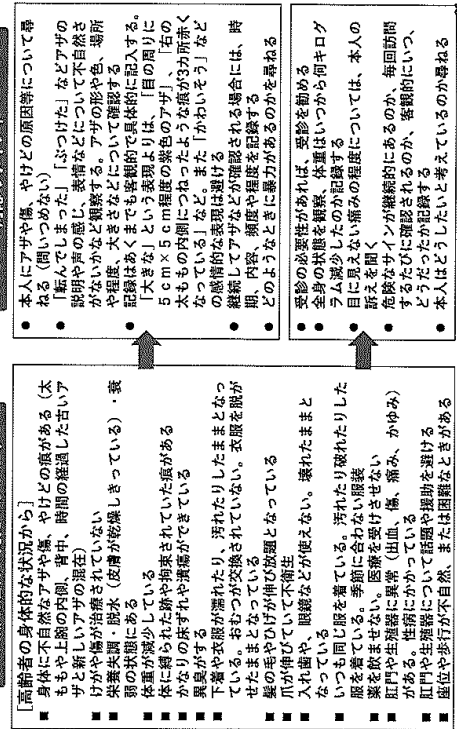 [高齢者の身体的な状況から]
■ 身体に不自然なアザや傷、やけどの痕がある（太
ももや上腕の内側、背中、時間の経過した古いア
ザと新しいアザの混在）
■ けがや傷が治療されていない
■ 栄養失調・脱水（皮膚が乾燥しきっている）・衰
弱の状態にある
■ 体重が減少している
■ 体に縛られた跡や拘束されていた痕がある
■ かなりの床ずれや潰瘍ができている
■ 異臭がする
■ 下着や衣服が濡れたり、汚れたりしたままとなっ
ている。おむつが交換されていない。衣服を脱が
せたままとなっている
■ 髪の毛やひげが伸び放題となっている
■ 爪が伸びていて不衛生
■ 入れ歯や、眼鏡などが使えない。壊れたままと
なっている
■ いつも同じ服を着ている。汚れたり破れたりした
服を着ている。季節に合わない服装
■ 薬を飲ませない。医療を受けさせない
■ 肛門や生殖器に異常（出血、傷、痛み、かゆみ）
がある。性病にかかっている
■ 肛門や生殖器について話題や援助を避ける
■ 座位や歩行が不自然、または困難なときがある
● 本人にアザや傷、やけどの原因等について尋
ねる（問いつめない）
● 「転んでしまった」「ぶつけた」などアザの
説明や声の感じ、表情などについて不自然さ
がないかなど観察する。アザの形や色、場所
や程度、大きさなどについて確認する
● 記録はあくまでも客観的で具体的に記入する。
「大きな」という表現よりは、「目の周りに
5ｃｍ×5ｃｍ程度の紫色のアザ」、「右の
太ももの内側につねったような痕が3カ所赤く
なっている」など。また「かわいそう」など
の感情的な表現は避ける
● 継続してアザなどが確認される場合には、時
期、内容、頻度や程度を記録する
● どのようなときに暴力があるのかを尋ねる
● 受診の必要性があれば、受診を勧める
● 全身の状態を観察、体重はいつから何キログ
ラム減少したか記録する
● 目に見えない痛みの程度については、本人の
訴えを聞く
● 危険なサインが継続的にあるのか、毎回訪問
するたびに確認されるのか、客観的にいつ、
どうだったか記録する
● 本人はどうしたいと考えているのか尋ねる